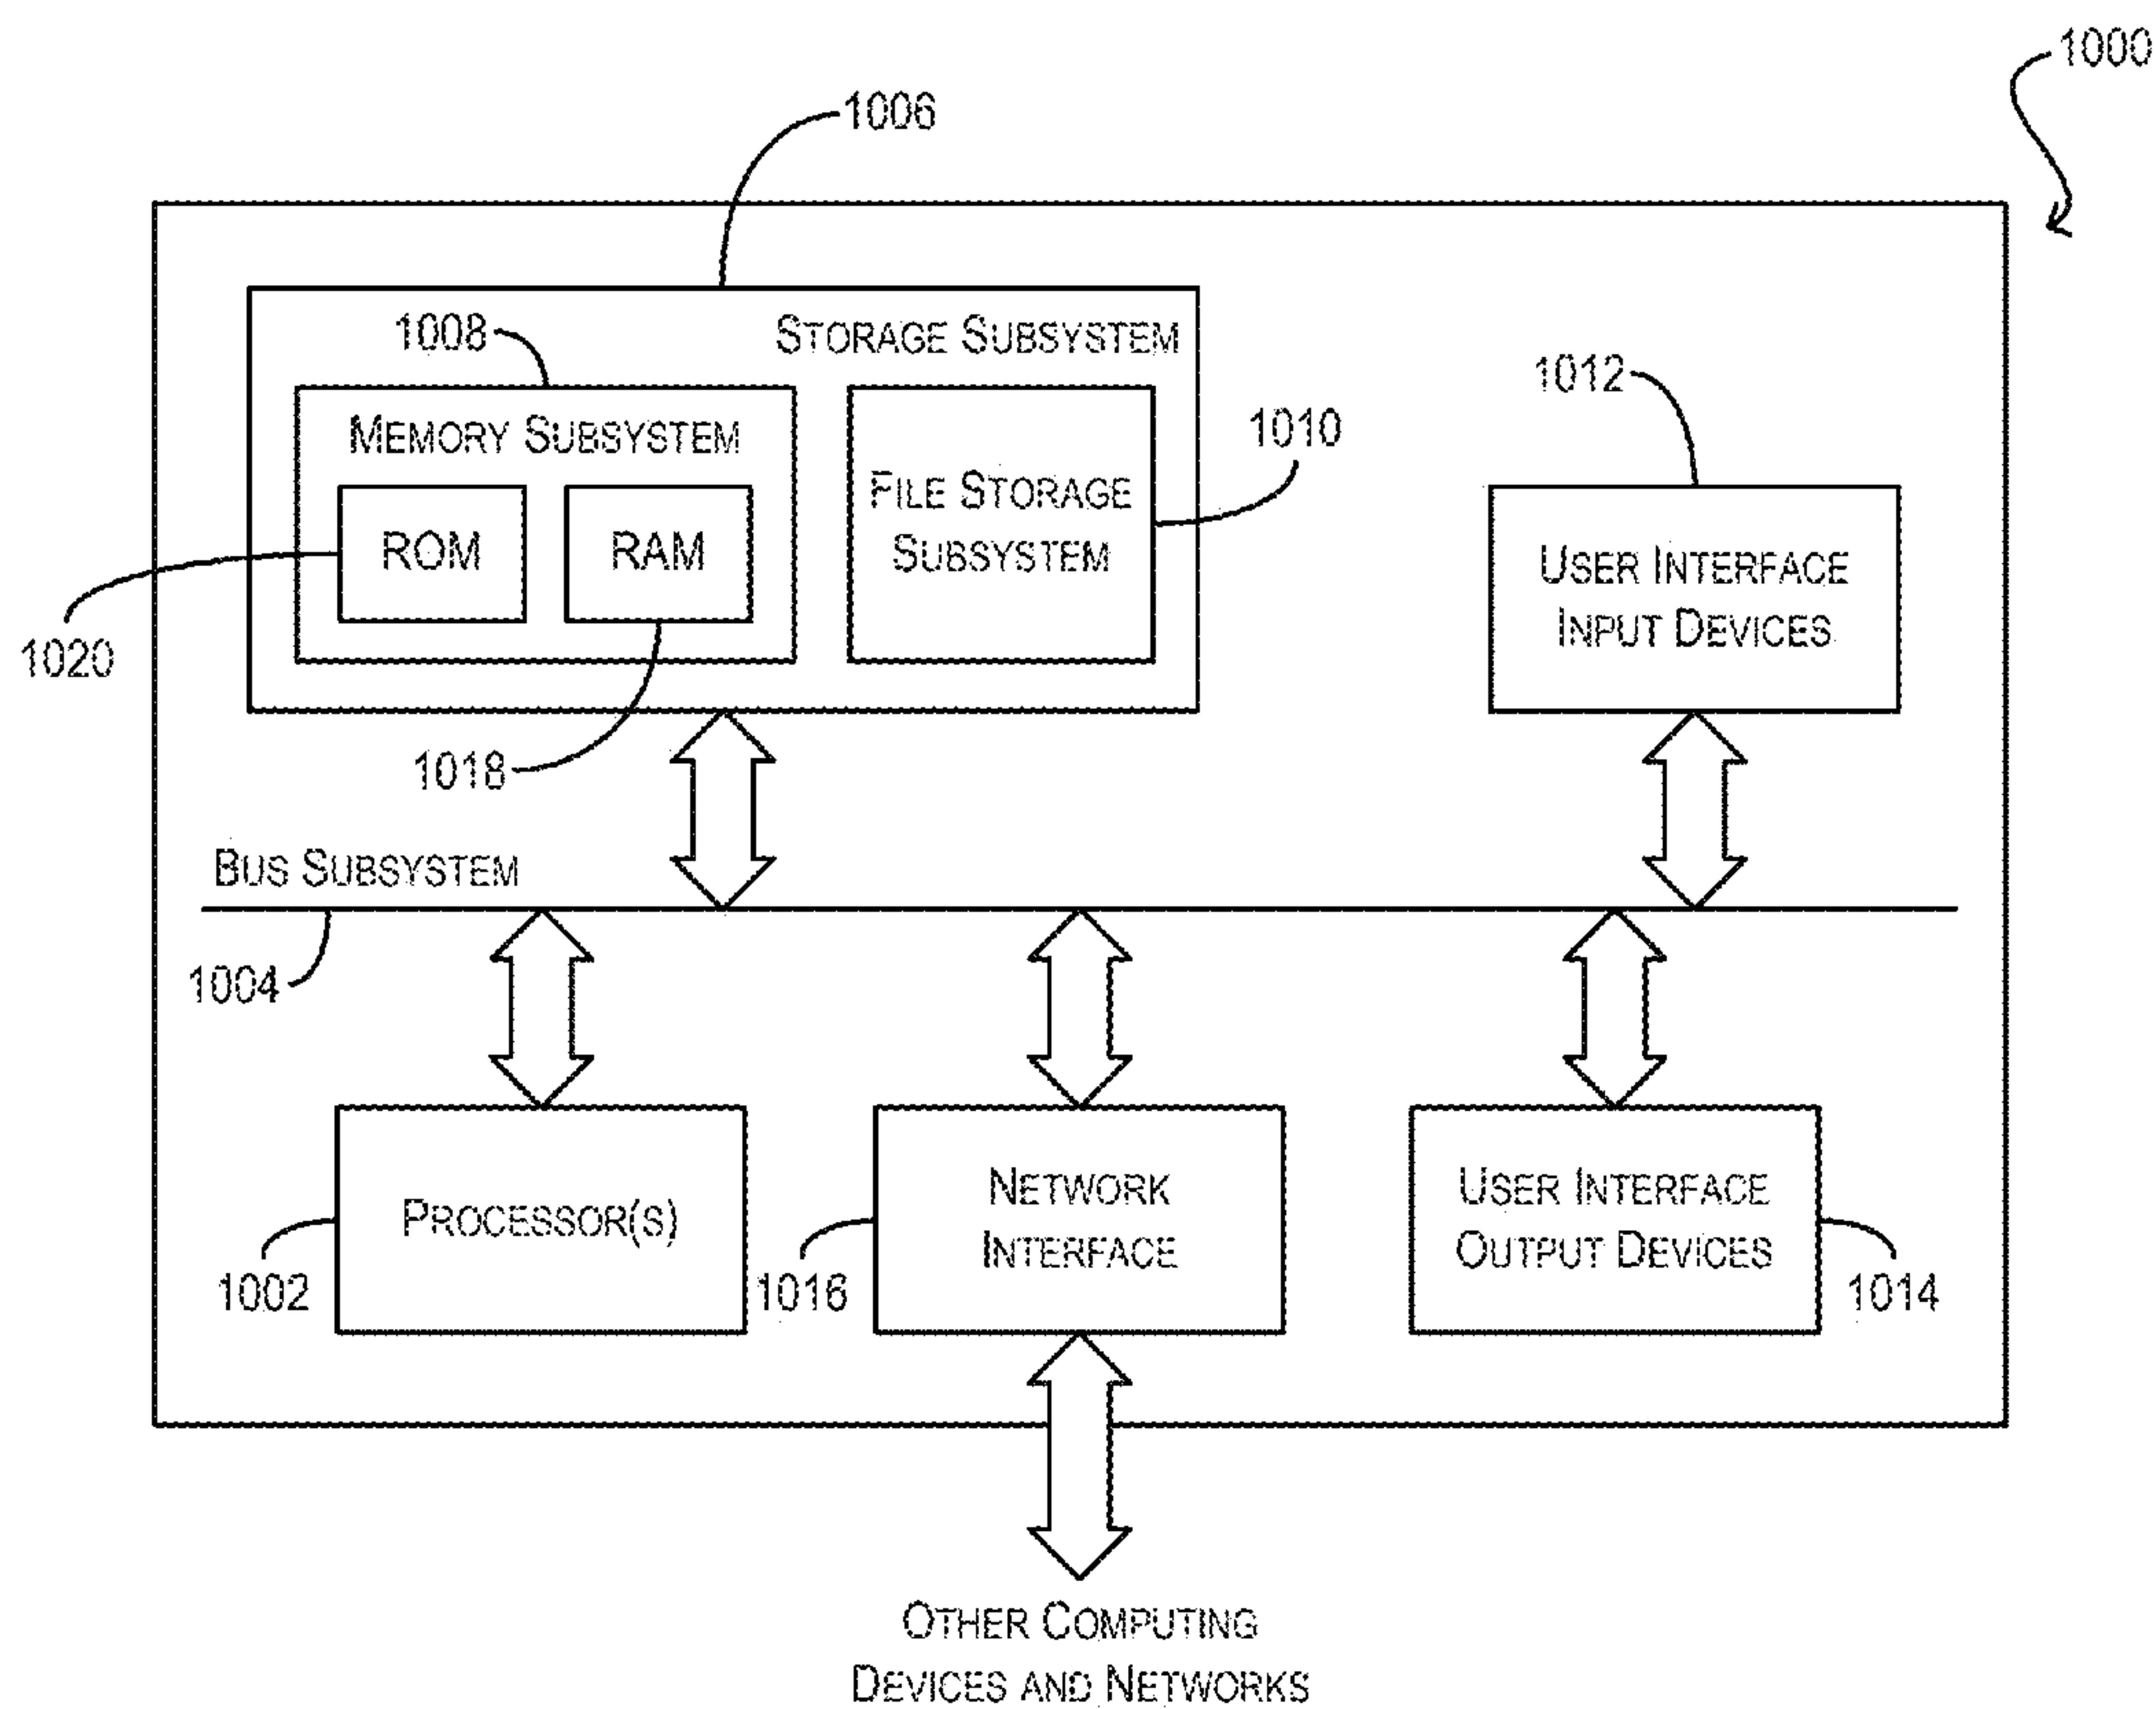 1000
1006
1008
STORAGE SUBSYSTEM
1012
1010
MEMORY SUBSYSTEM
FILE STORAGE
SUBSYSTEM
ROM
RAM
USER INTERFACE
INPUT DEVICES
1020
1018
BUS SUBSYSTEM
1004
PROCESSOR(S)
NETWORK
INTERFACE
USER INTERFACE
OUTPUT DEVICES
1002
1016
1014
OTHER COMPUTING
DEVICES AND NETWORKS